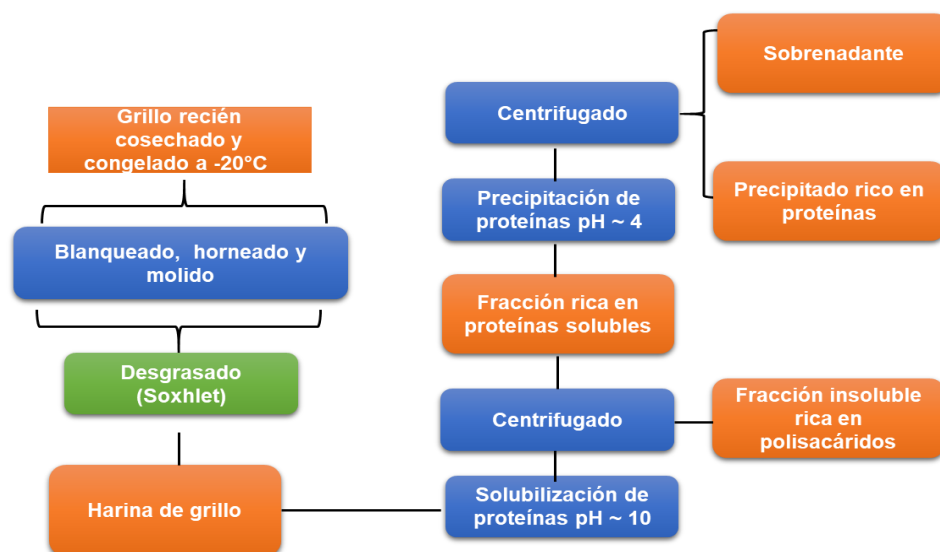 Grillo recién
cosechado y
congelado a -20°C
Blanqueado, horneado y
molido
Desgrasado
(Soxhlet)
Harina de grillo
Solubilización de
proteínas pH ~ 10
Centrifugado
Fracción insoluble
rica en
polisacáridos
Fracción rica en
proteínas solubles
Precipitación de
proteínas pH ~ 4
Centrifugado
Sobrenadante
Precipitado rico en
proteínas